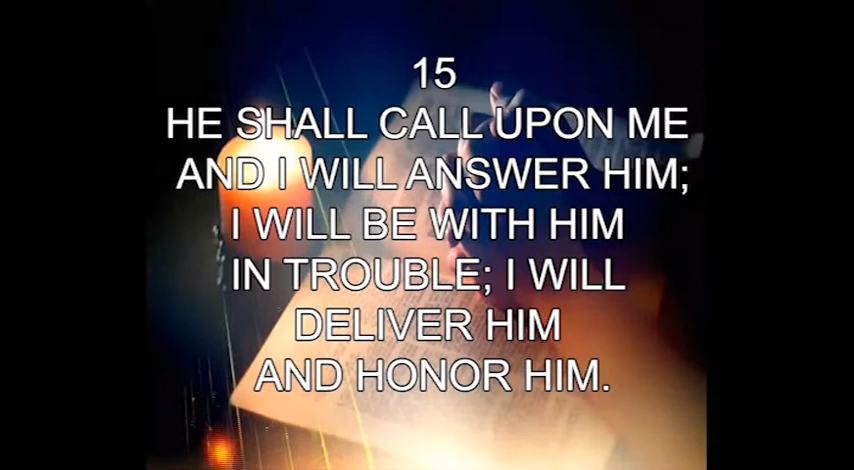 15
HE SHALL CALL UPON ME
AND I WILL ANSWER HIM;
I WILL BE WITH HIM
IN TROUBLE; I WILL
DELIVER HIM
AND HONOR HIM.